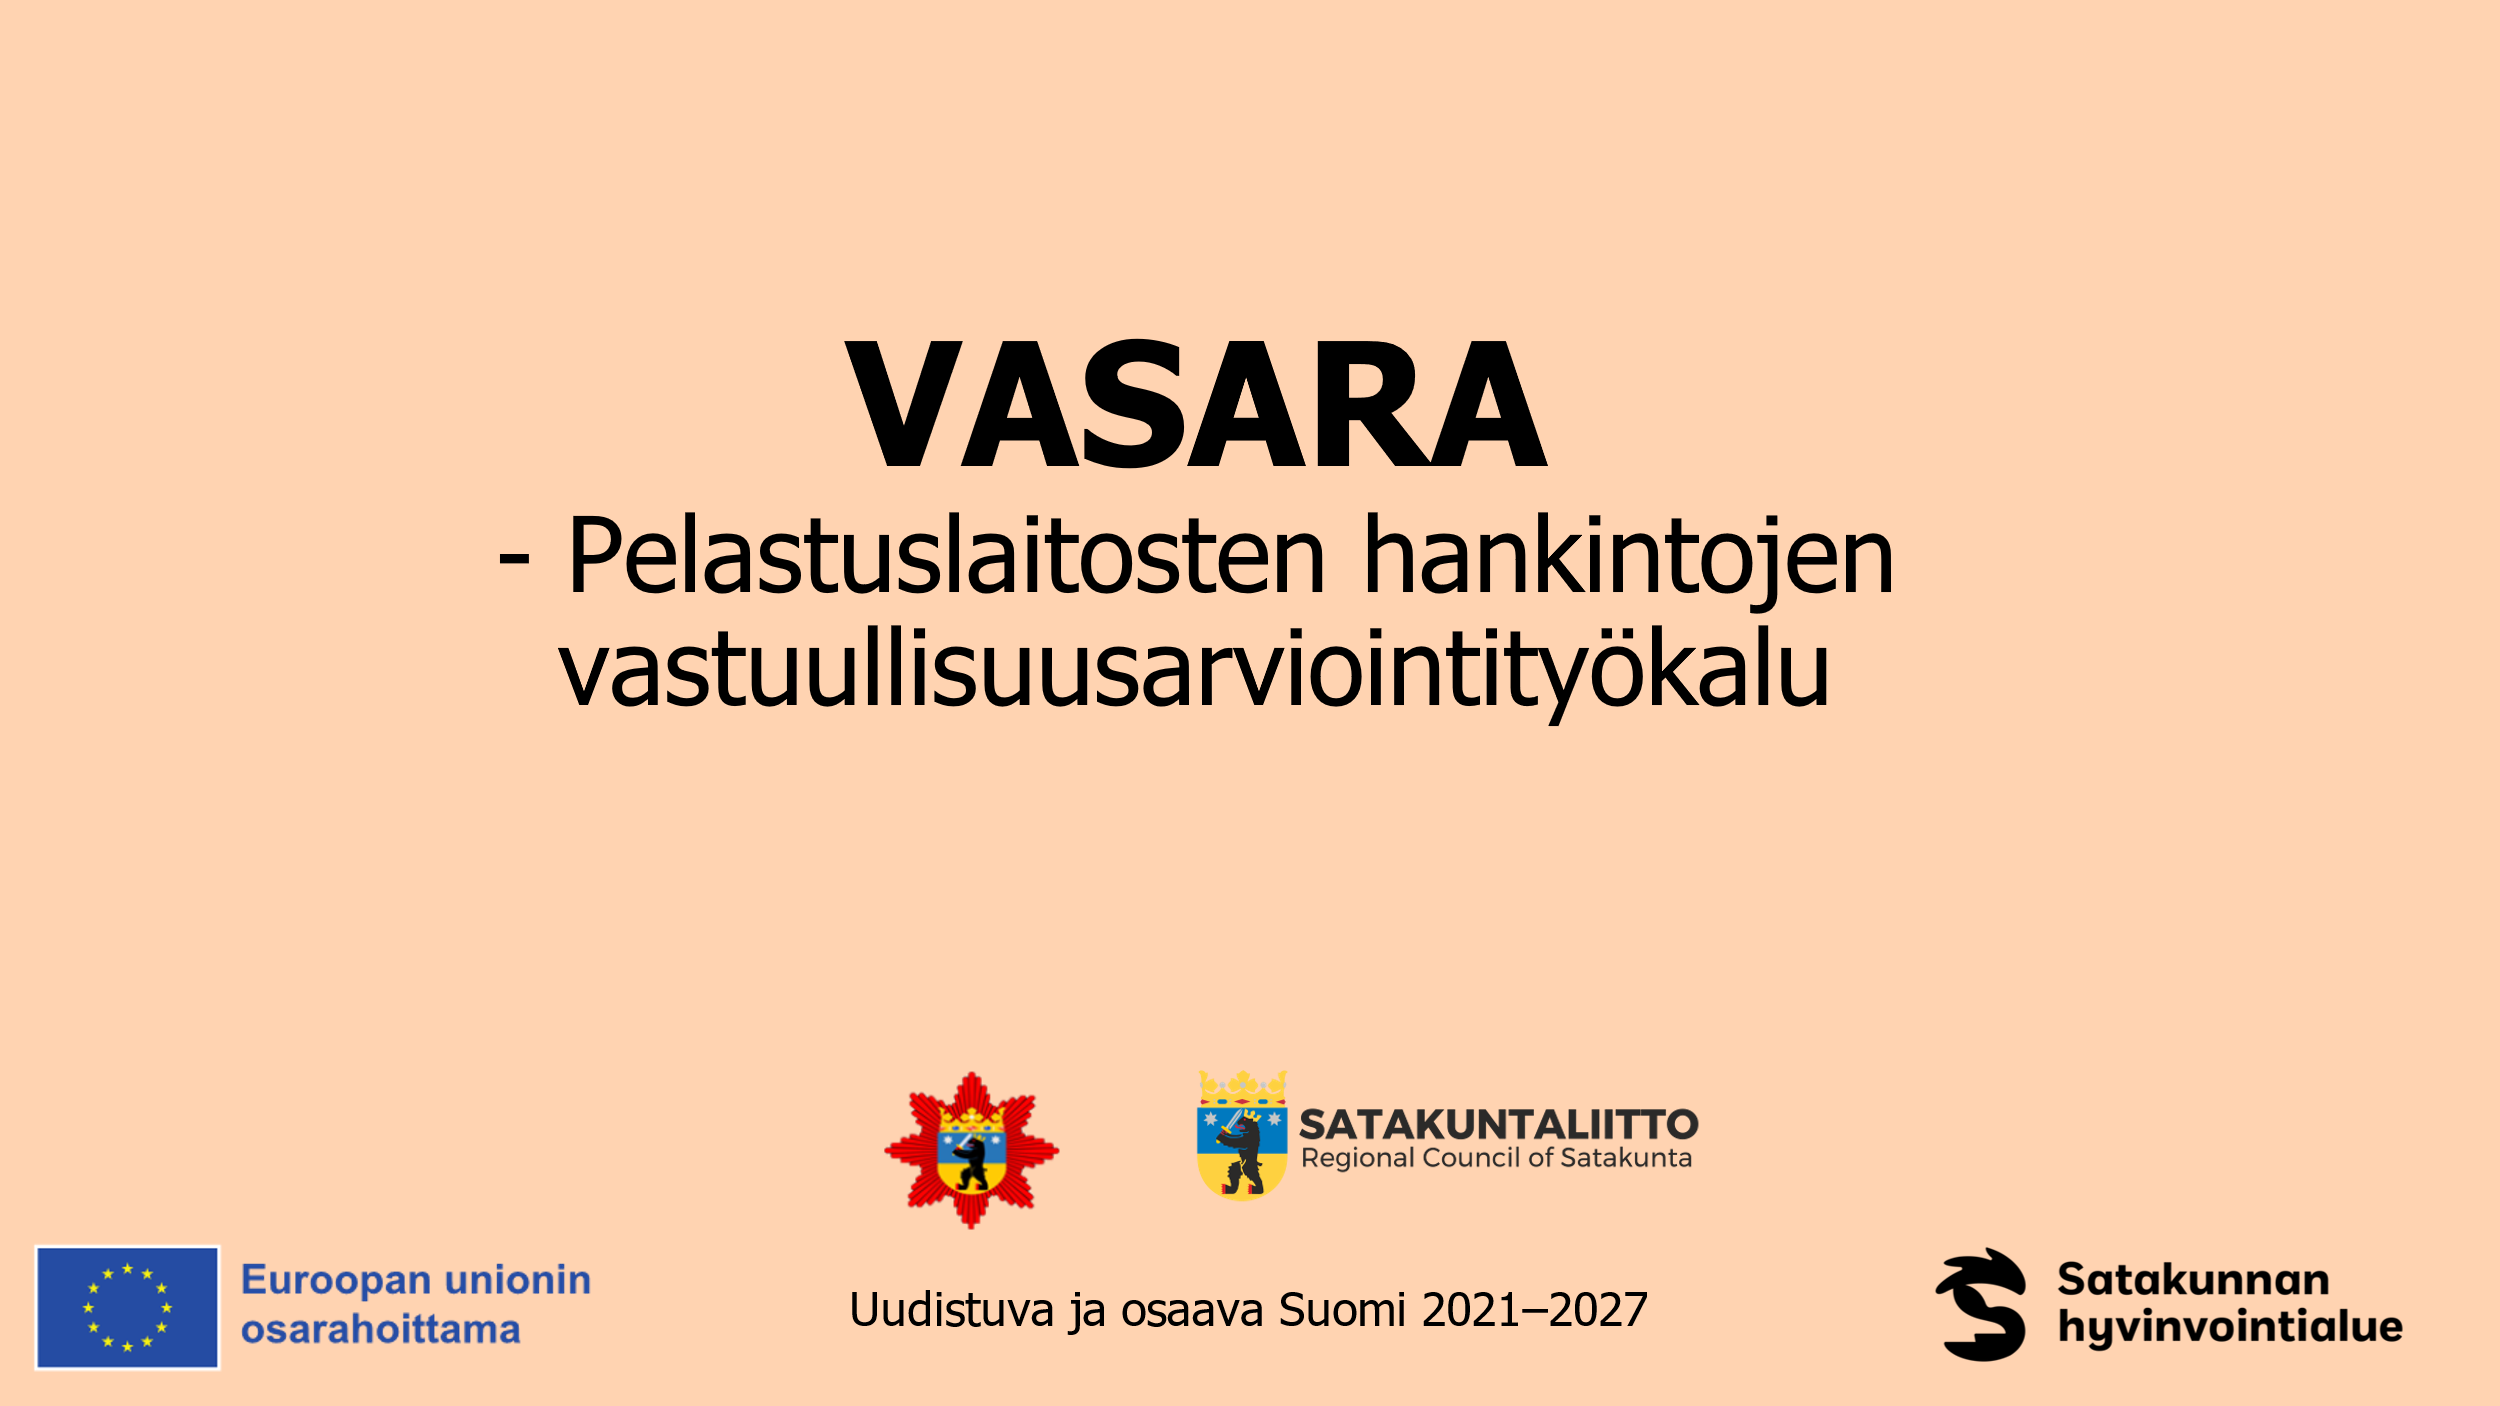 VASARA
- Pelastuslaitosten hankintojen
vastuullisuusarviointityökalu
SATAKUNTALIITTO
Regional Council of Satakunta
Euroopan unionin
osarahoittama
Uudistuva ja osaava Suomi 2021–2027
Satakunnan
hyvinvointialue